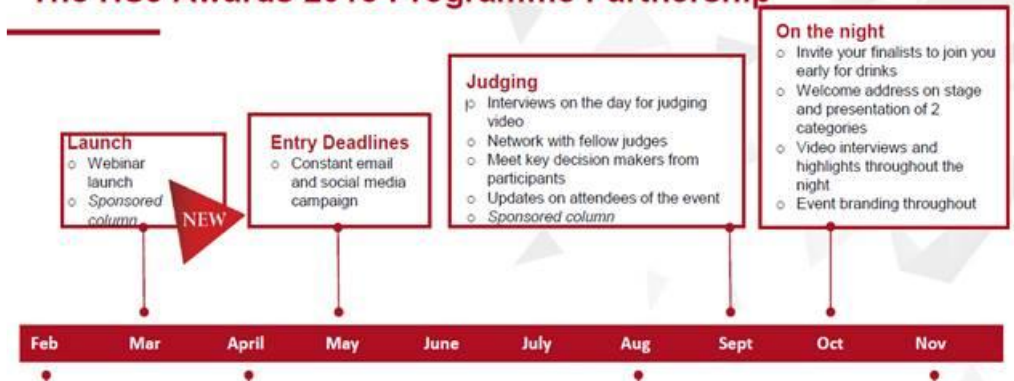 Launch
○ Webinar
launch
○ Sponsored
column
NEW
Entry Deadlines
○ Constant email
and social media
campaign
Judging
○ Interviews on the day for judging
video
○ Network with fellow judges
○ Meet key decision makers from
participants
○ Updates on attendees of the event
○ Sponsored column
On the night
○ Invite your finalists to join you
early for drinks
○ Welcome address on stage
and presentation of 2
categories
○ Video interviews and
highlights throughout the
night
○ Event branding throughout
Feb Mar April May June July Aug Sept Oct Nov